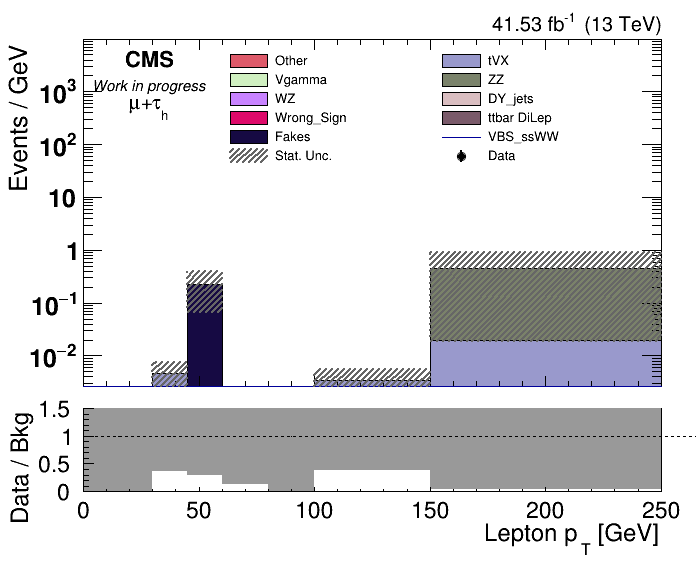 41.53 fb⁻¹ (13 TeV)
CMS
Work in progress
μ+τh
Other
Vgamma
WZ
Wrong_Sign
Fakes
Stat. Unc.
tVX
ZZ
DY_jets
ttbar DiLep
VBS_ssWW
Data
Events / GeV
10³
10²
10
1
10⁻¹
10⁻²
Data / Bkg
1.5
1
0.5
0
0 50 100 150 200 250
Lepton pT [GeV]